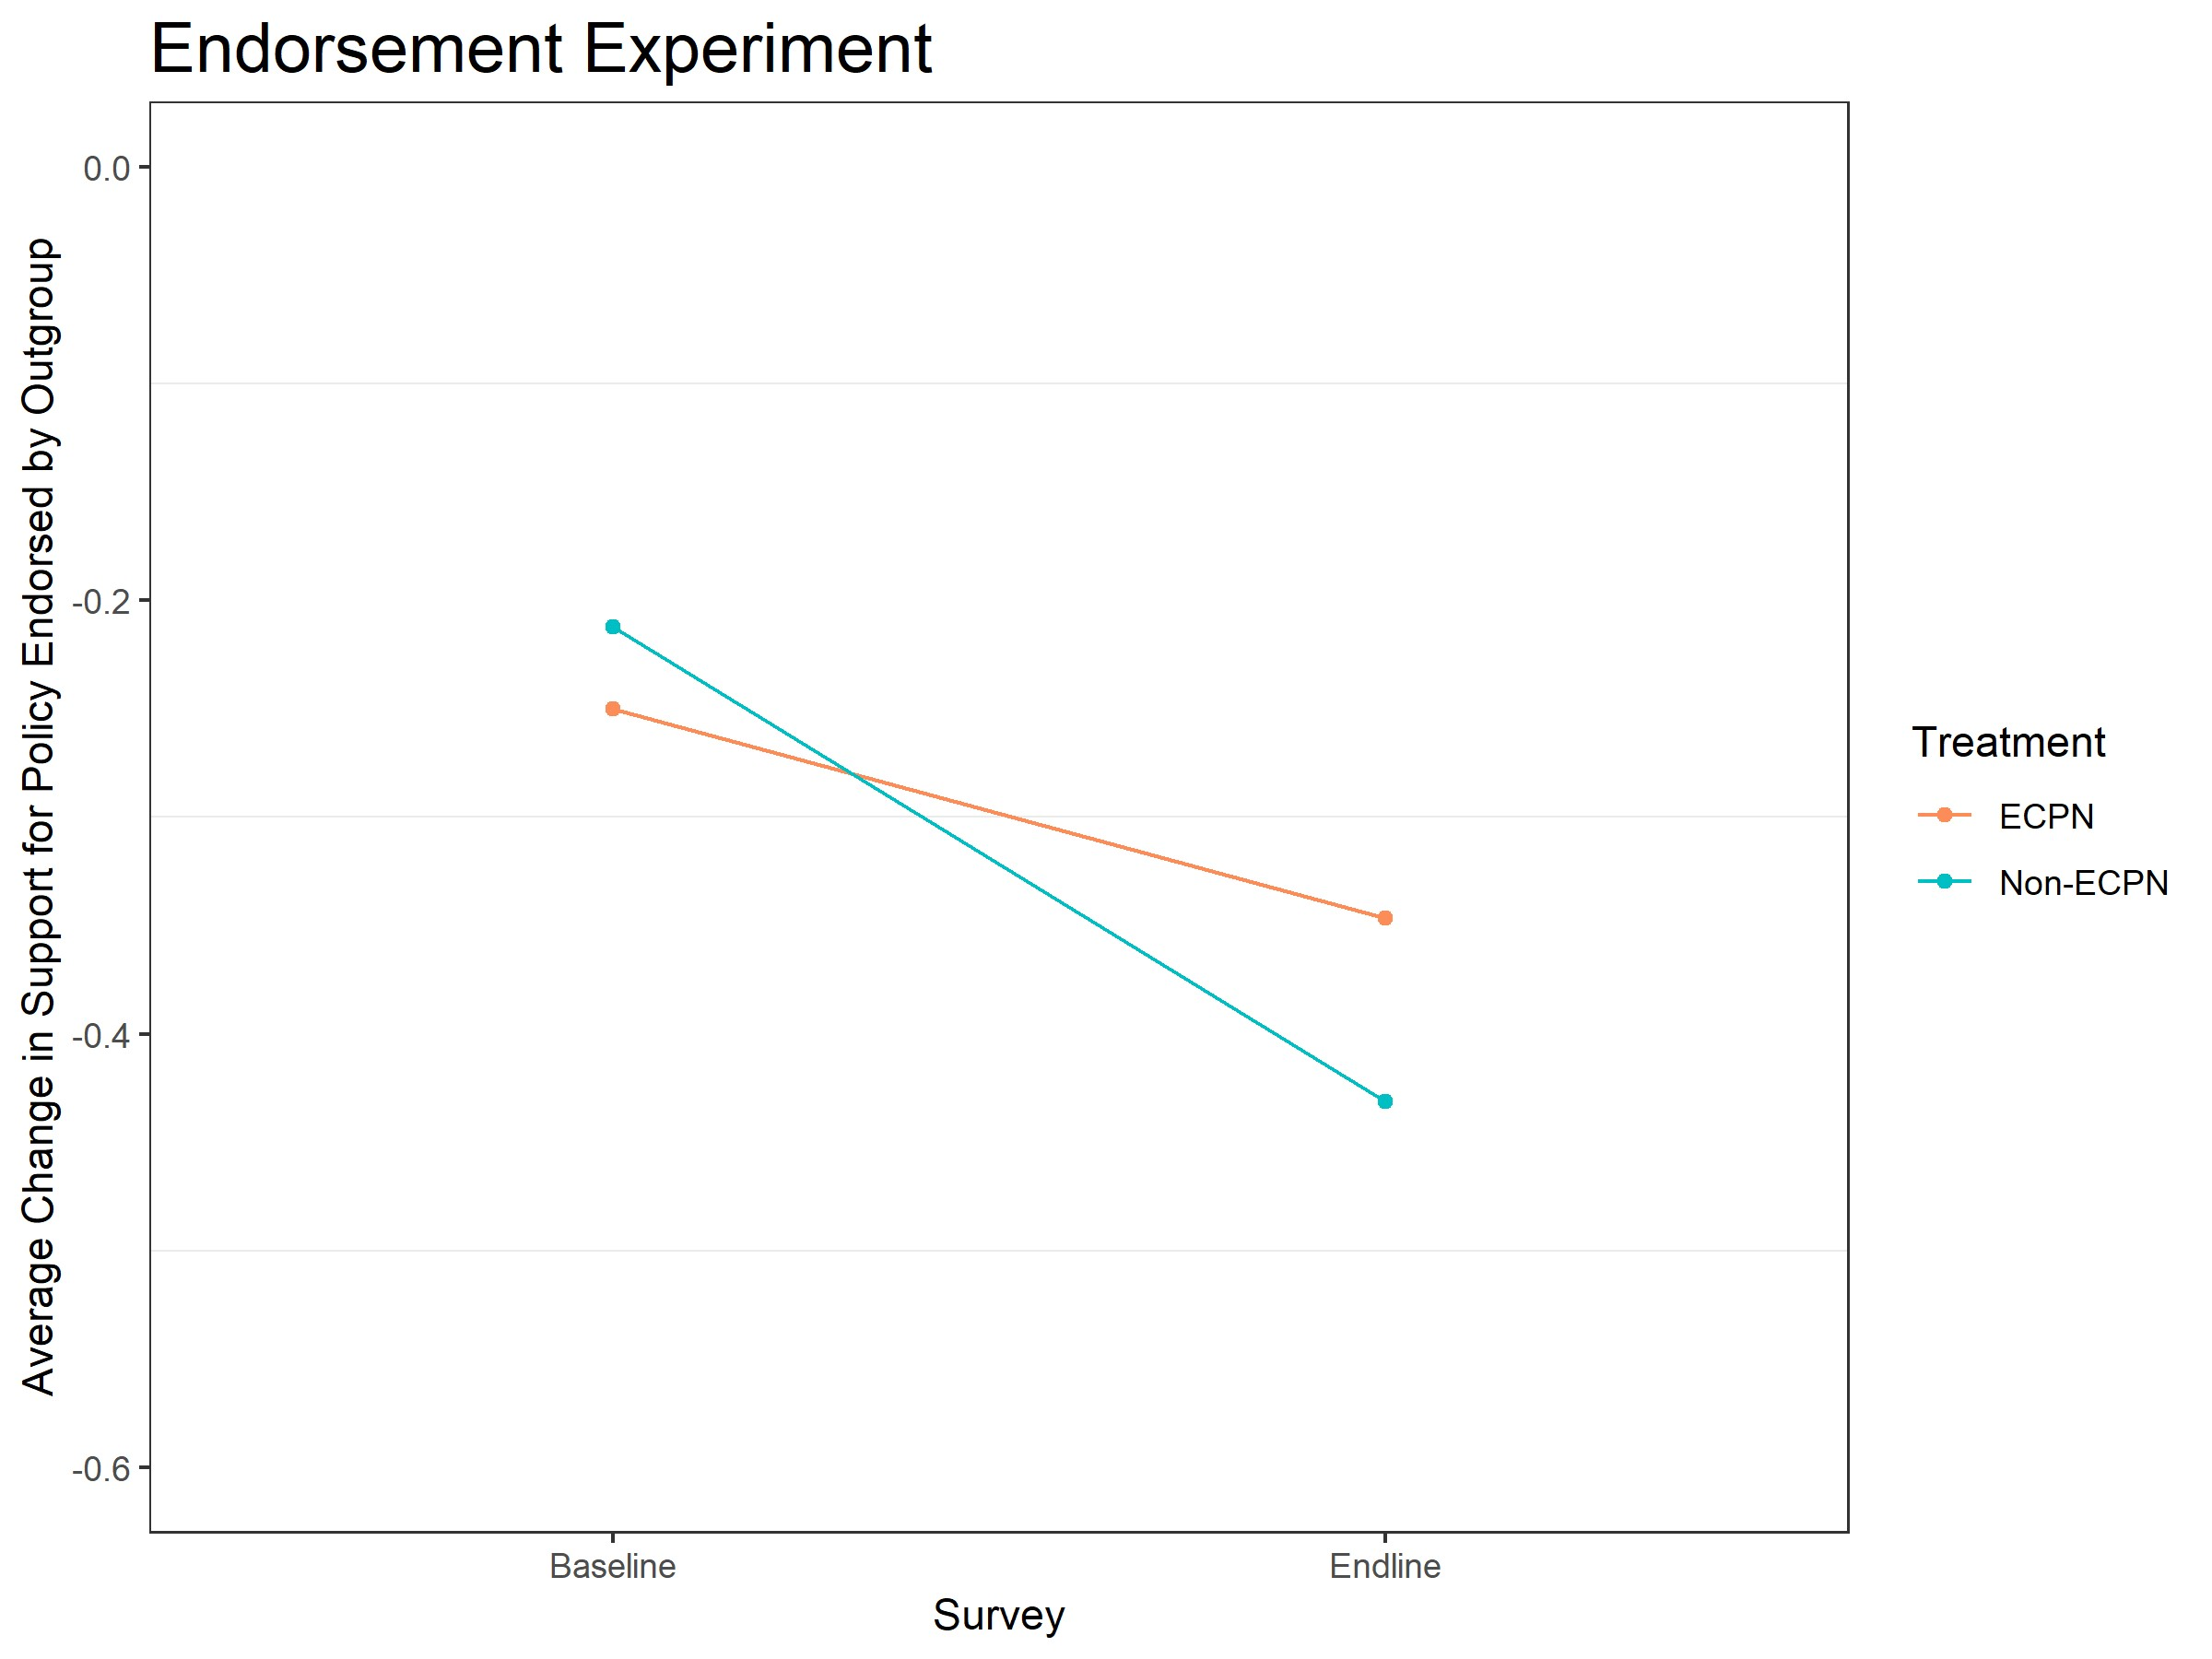 Endorsement Experiment
Average Change in Support for Policy Endorsed by Outgroup
0.0
-0.2
-0.4
-0.6
Baseline
Endline
Survey
Treatment
ECPN
Non-ECPN